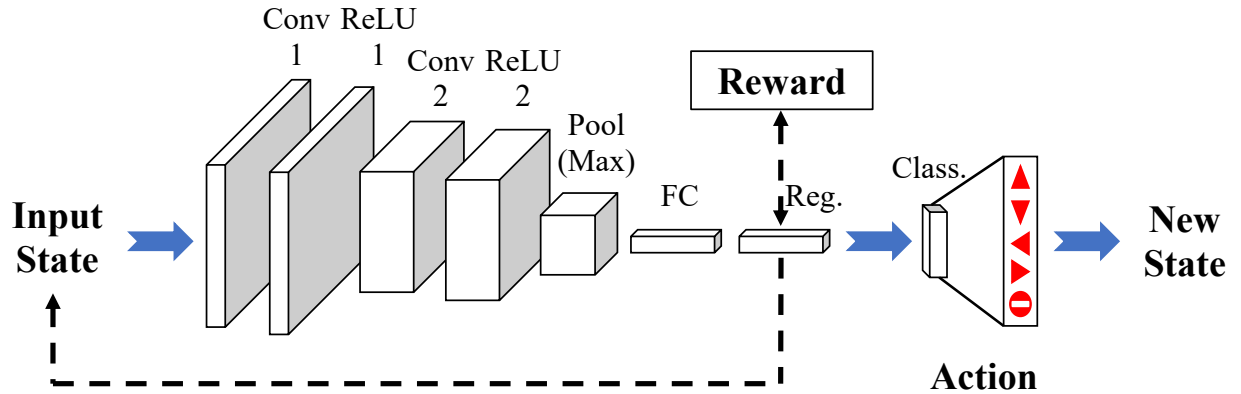 Conv ReLU
1 1
Conv ReLU
2 2
Reward
Pool
(Max)
Class.
FC
Reg.
Input
State
New
State
Action